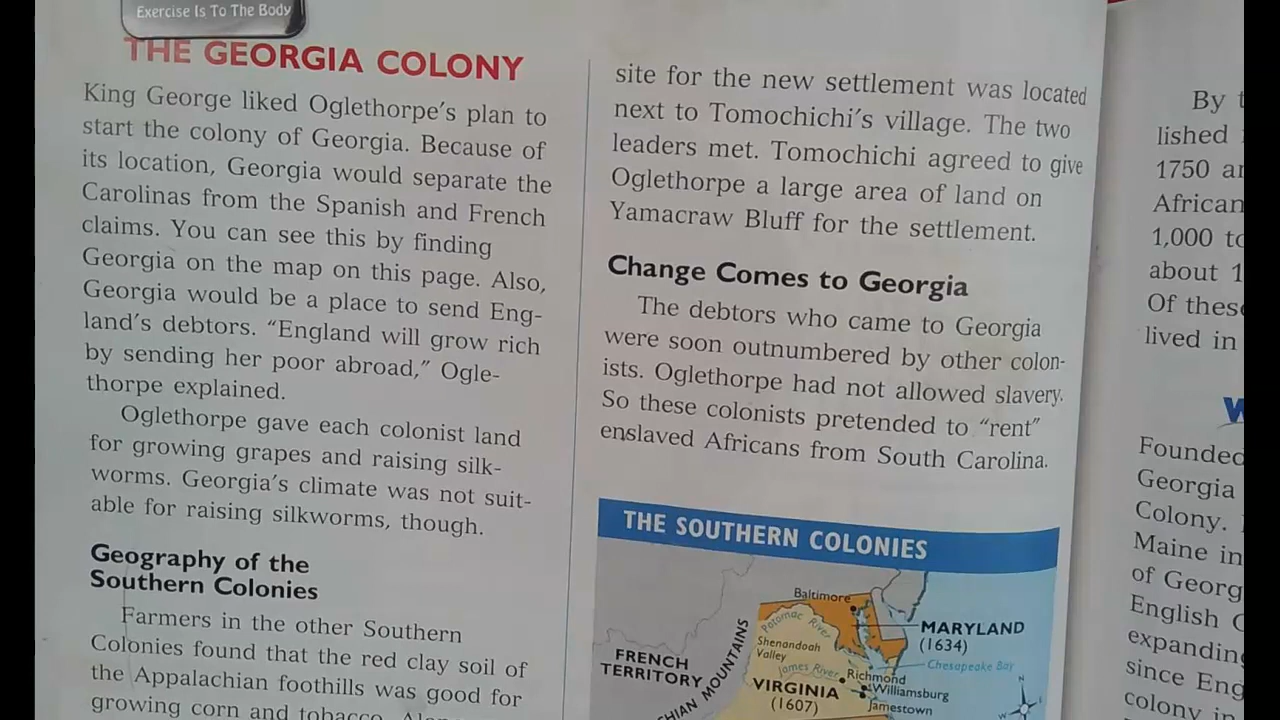 Exercise Is To The Body
THE GEORGIA COLONY
King George liked Oglethorpe's plan to
start the colony of Georgia. Because of
its location, Georgia would separate the
Carolinas from the Spanish and French
claims. You can see this by finding
Georgia on the map on this page. Also,
Georgia would be a place to send Eng-
land's debtors. "England will grow rich
by sending her poor abroad," Ogle-
thorpe explained.
Oglethorpe gave each colonist land
for growing grapes and raising silk-
worms. Georgia's climate was not suit-
able for raising silkworms, though.
Geography of the
Southern Colonies
Farmers in the other Southern
Colonies found that the red clay soil of
the Appalachian foothills was good for
growing corn and tobacco.
site for the new settlement was located
next to Tomochichi's village. The two
leaders met. Tomochichi agreed to give
Oglethorpe a large area of land on
Yamacraw Bluff for the settlement.
Change Comes to Georgia
The debtors who came to Georgia
were soon outnumbered by other colon-
ists. Oglethorpe had not allowed slavery.
So these colonists pretended to "rent"
enslaved Africans from South Carolina.
THE SOUTHERN COLONIES
Baltimore
Potomac River
MARYLAND
(1634)
Shenandoah
Valley
FRENCH
TERRITORY
MOUNTAINS
Chesapeake Bay
James River
Richmond
VIRGINIA
(1607)
Williamsburg
Jamestown
N
W
By
lished
1750
African
1,000
about
Of these
lived in
Founded
Georgia
Colony.
Maine in
of Georg
English
expanding
since Eng
colony in